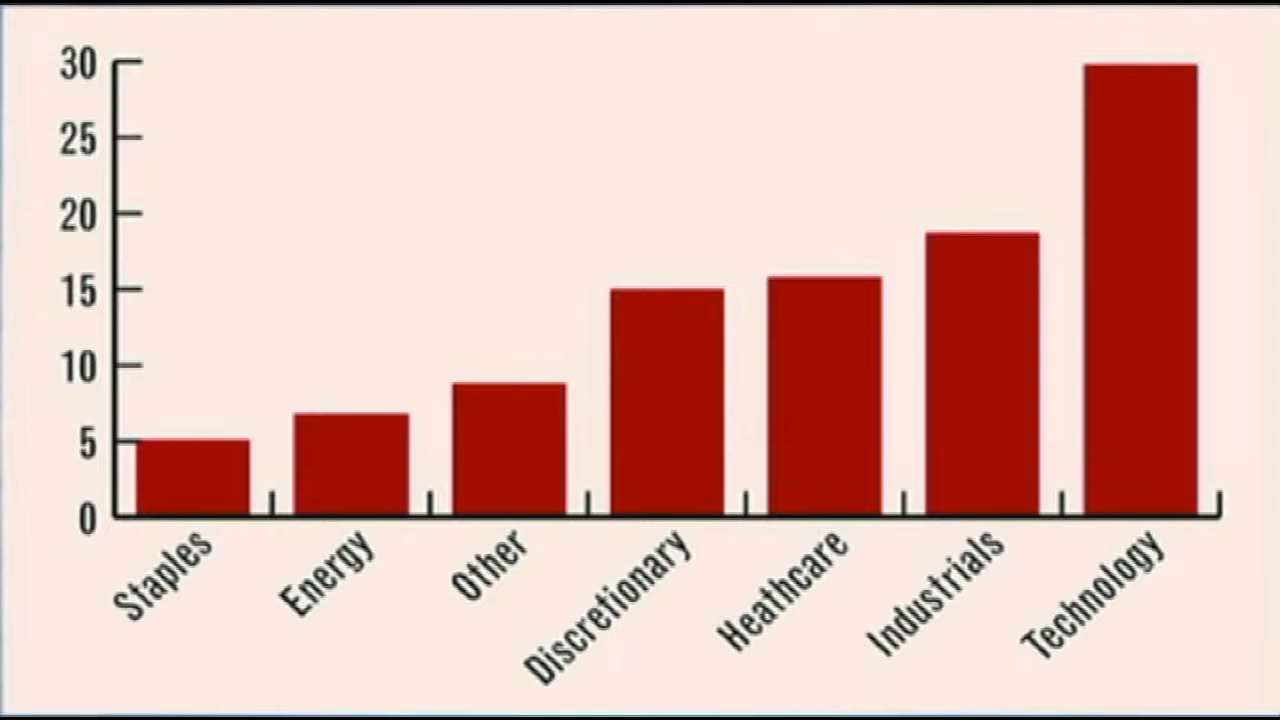 30
25
20
15
10
5
0
Staples
Energy
Other
Discretionary
Heathcare
Industrials
Technology